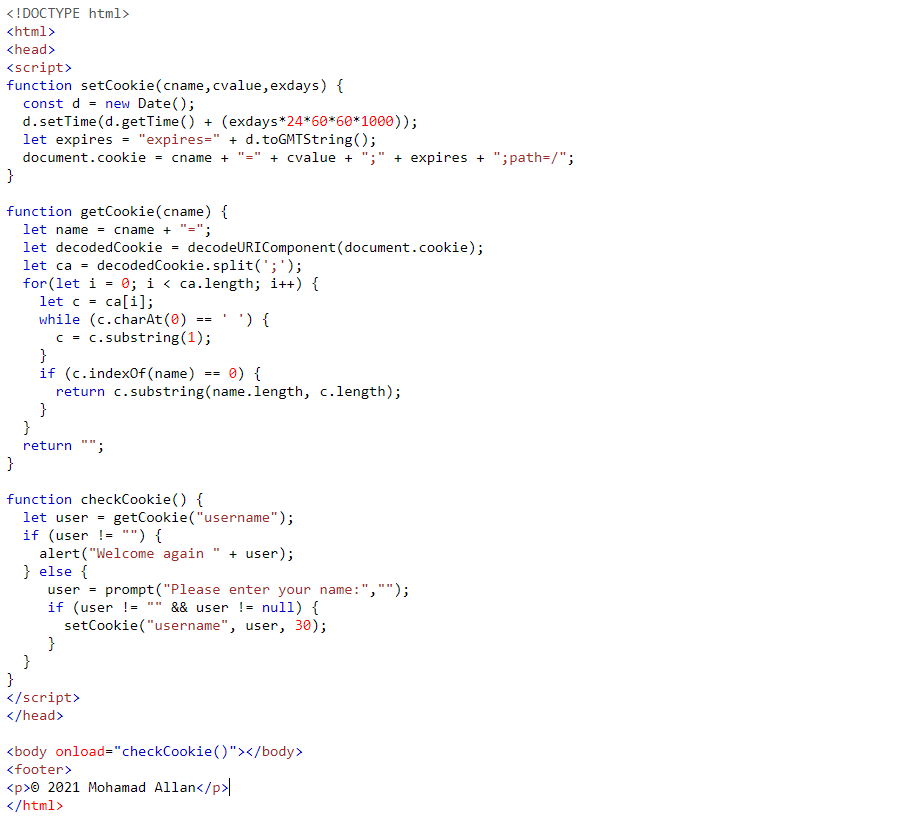 <!DOCTYPE html>
<html>
<head>
<script>
function setCookie(cname,cvalue,exdays) {
  const d = new Date();
  d.setTime(d.getTime() + (exdays*24*60*60*1000));
  let expires = "expires=" + d.toGMTString();
  document.cookie = cname + "=" + cvalue + ";" + expires + ";path=/";
}

function getCookie(cname) {
  let name = cname + "=";
  let decodedCookie = decodeURIComponent(document.cookie);
  let ca = decodedCookie.split(';');
  for(let i = 0; i < ca.length; i++) {
    let c = ca[i];
    while (c.charAt(0) == ' ') {
      c = c.substring(1);
    }
    if (c.indexOf(name) == 0) {
      return c.substring(name.length, c.length);
    }
  }
  return "";
}

function checkCookie() {
  let user = getCookie("username");
  if (user != "") {
    alert("Welcome again " + user);
  } else {
     user = prompt("Please enter your name:","");
     if (user != "" && user != null) {
       setCookie("username", user, 30);
     }
  }
}
</script>
</head>

<body onload="checkCookie()"></body>
<footer>
<p>© 2021 Mohamad Allan</p>
</html>